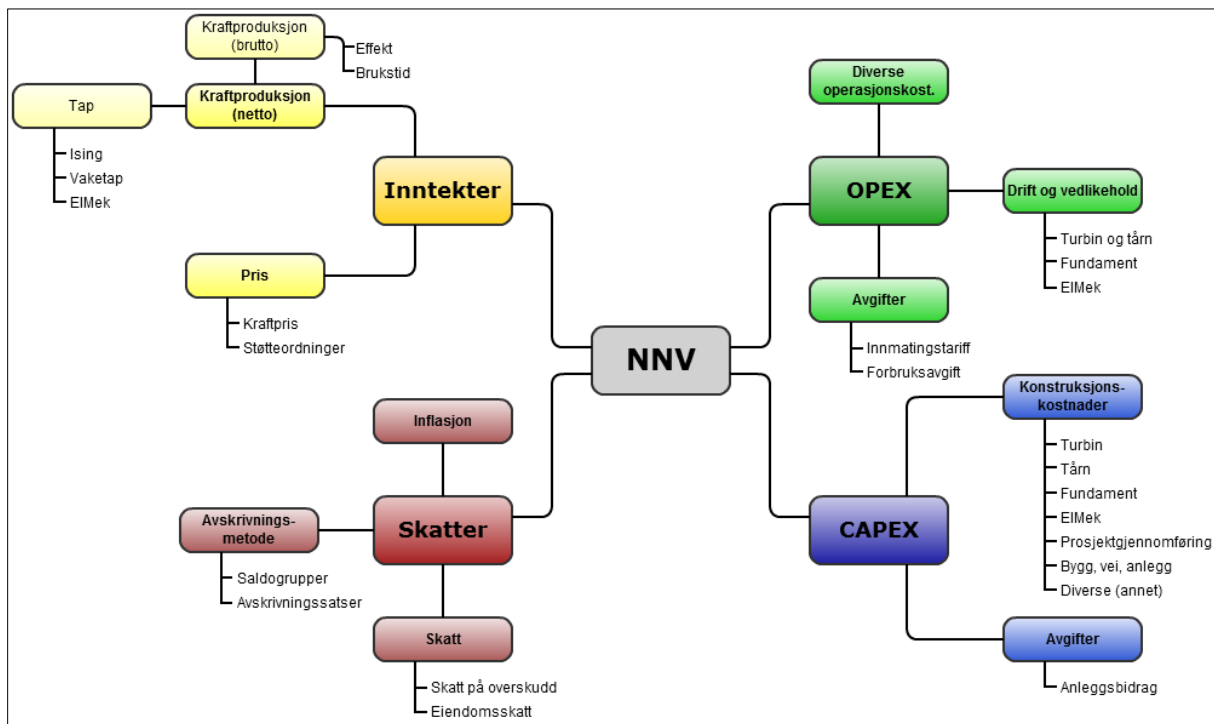 Kraftproduksjon
(brutto)
Effekt
Brukstid
Tap
Kraftproduksjon
(netto)
Ising
Vaketap
ElMek
Inntekter
Pris
Kraftpris
Støtteordninger
Diverse
operasjonskost.
OPEX
Drift og vedlikehold
Turbin og tårn
Fundament
ElMek
Avgifter
Innmatingstariff
Forbruksavgift
NNV
Inflasjon
Avskrivnings-
metode
Skatter
Saldogrupper
Avskrivningssatser
Skatt
Skatt på overskudd
Eiendomsskatt
Konstruksjons-
kostnader
Turbin
Tårn
Fundament
ElMek
Prosjektgjennomføring
Bygg, vei, anlegg
Diverse (annet)
CAPEX
Avgifter
Anleggsbidrag